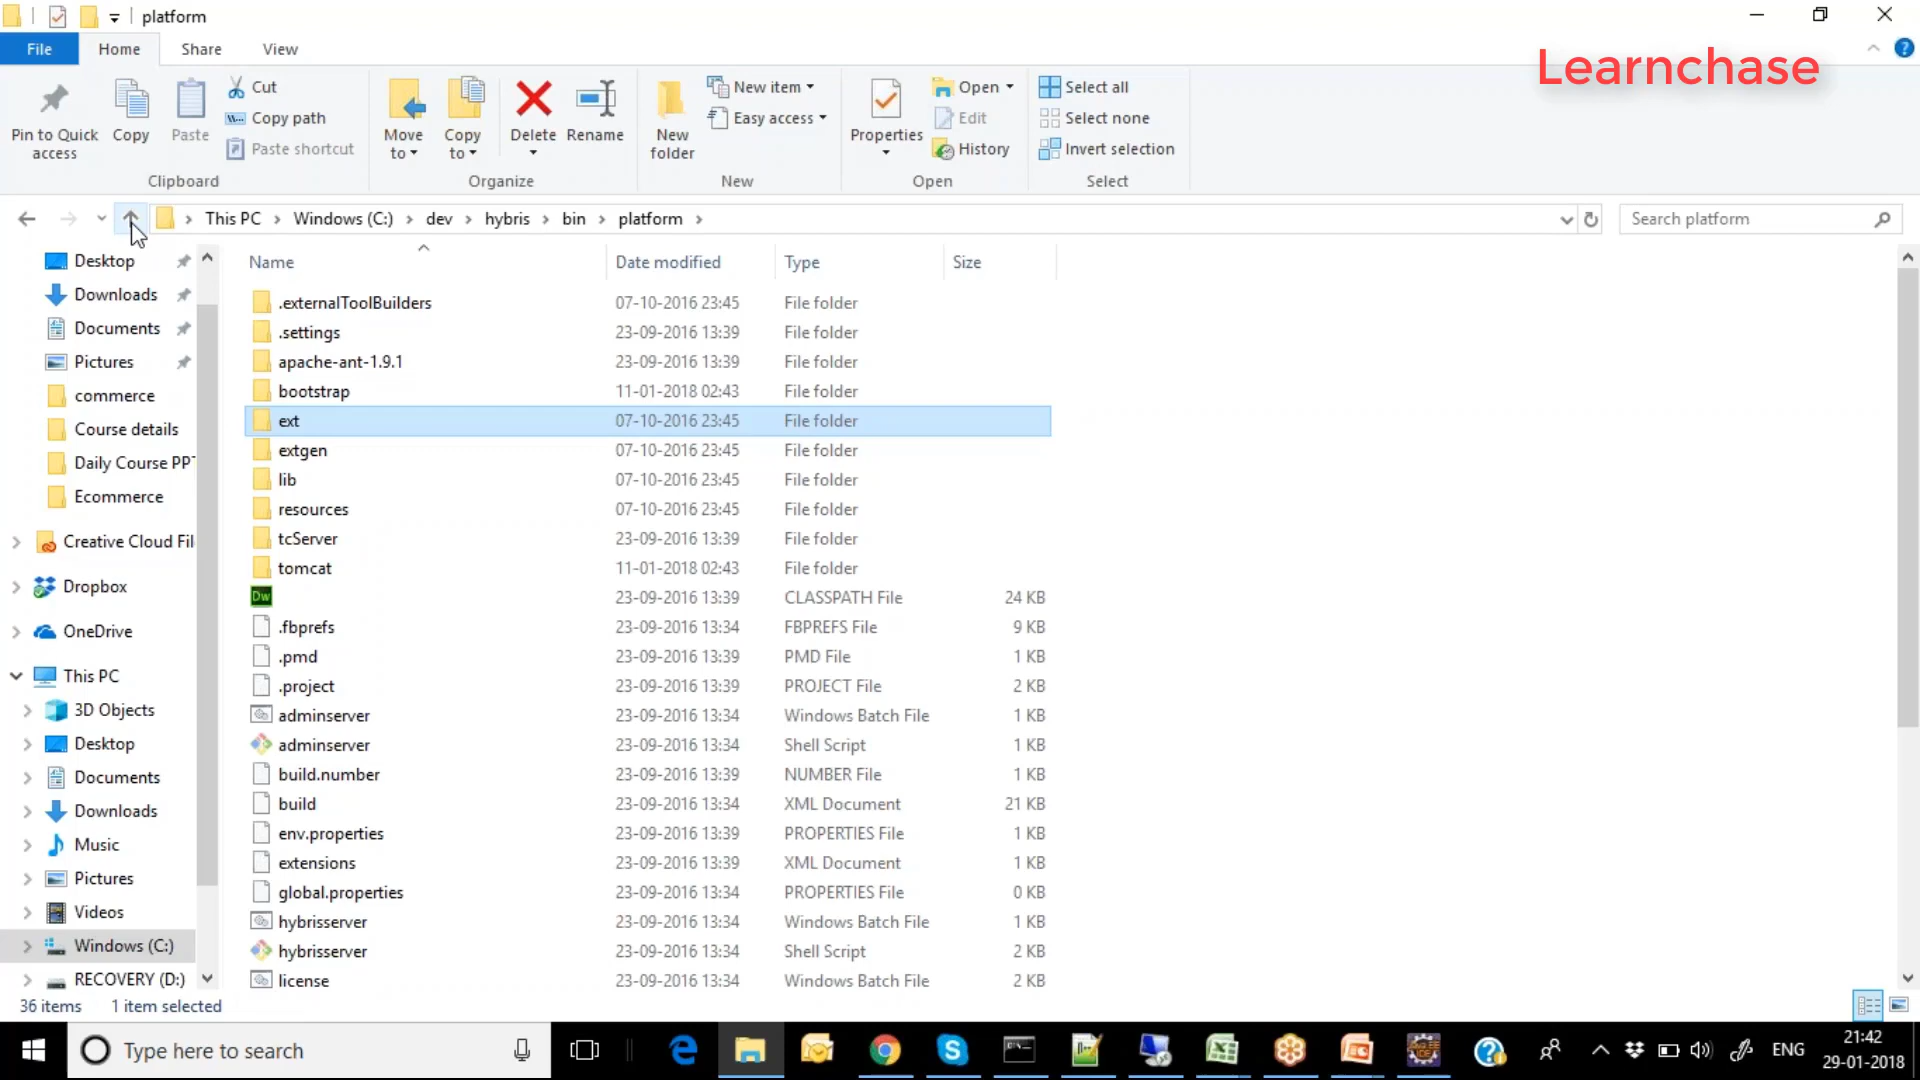 platform
File Home Share View
Learnchase
Pin to Quick access
Copy
Paste
Cut
Copy path
Paste shortcut
Clipboard
Move to
Copy to
Delete
Rename
Organize
New folder
New item
Easy access
New
Properties
Open
Edit
History
Open
Select all
Select none
Invert selection
Select
This PC Windows (C:) dev hybris bin platform
Search platform
Desktop
Downloads
Documents
Pictures
commerce
Course details
Daily Course PPT
Ecommerce
Creative Cloud Fil
Dropbox
OneDrive
This PC
3D Objects
Desktop
Documents
Downloads
Music
Pictures
Videos
Windows (C:)
RECOVERY (D:)
Name Date modified Type Size
.externalToolBuilders 07-10-2016 23:45 File folder
.settings 23-09-2016 13:39 File folder
apache-ant-1.9.1 23-09-2016 13:39 File folder
bootstrap 11-01-2018 02:43 File folder
ext 07-10-2016 23:45 File folder
extgen 07-10-2016 23:45 File folder
lib 07-10-2016 23:45 File folder
resources 07-10-2016 23:45 File folder
tcServer 23-09-2016 13:39 File folder
tomcat 11-01-2018 02:43 File folder
Dw 23-09-2016 13:39 CLASSPATH File 24 KB
.fbprefs 23-09-2016 13:34 FBPREFS File 9 KB
.pmd 23-09-2016 13:39 PMD File 1 KB
.project 23-09-2016 13:39 PROJECT File 2 KB
adminserver 23-09-2016 13:34 Windows Batch File 1 KB
adminserver 23-09-2016 13:34 Shell Script 1 KB
build.number 23-09-2016 13:39 NUMBER File 1 KB
build 23-09-2016 13:34 XML Document 21 KB
env.properties 23-09-2016 13:39 PROPERTIES File 1 KB
extensions 23-09-2016 13:39 XML Document 1 KB
global.properties 23-09-2016 13:34 PROPERTIES File 0 KB
hybrisserver 23-09-2016 13:34 Windows Batch File 1 KB
hybrisserver 23-09-2016 13:34 Shell Script 2 KB
license 23-09-2016 13:34 Windows Batch File 2 KB
36 items 1 item selected
Type here to search
ENG
21:42
29-01-2018